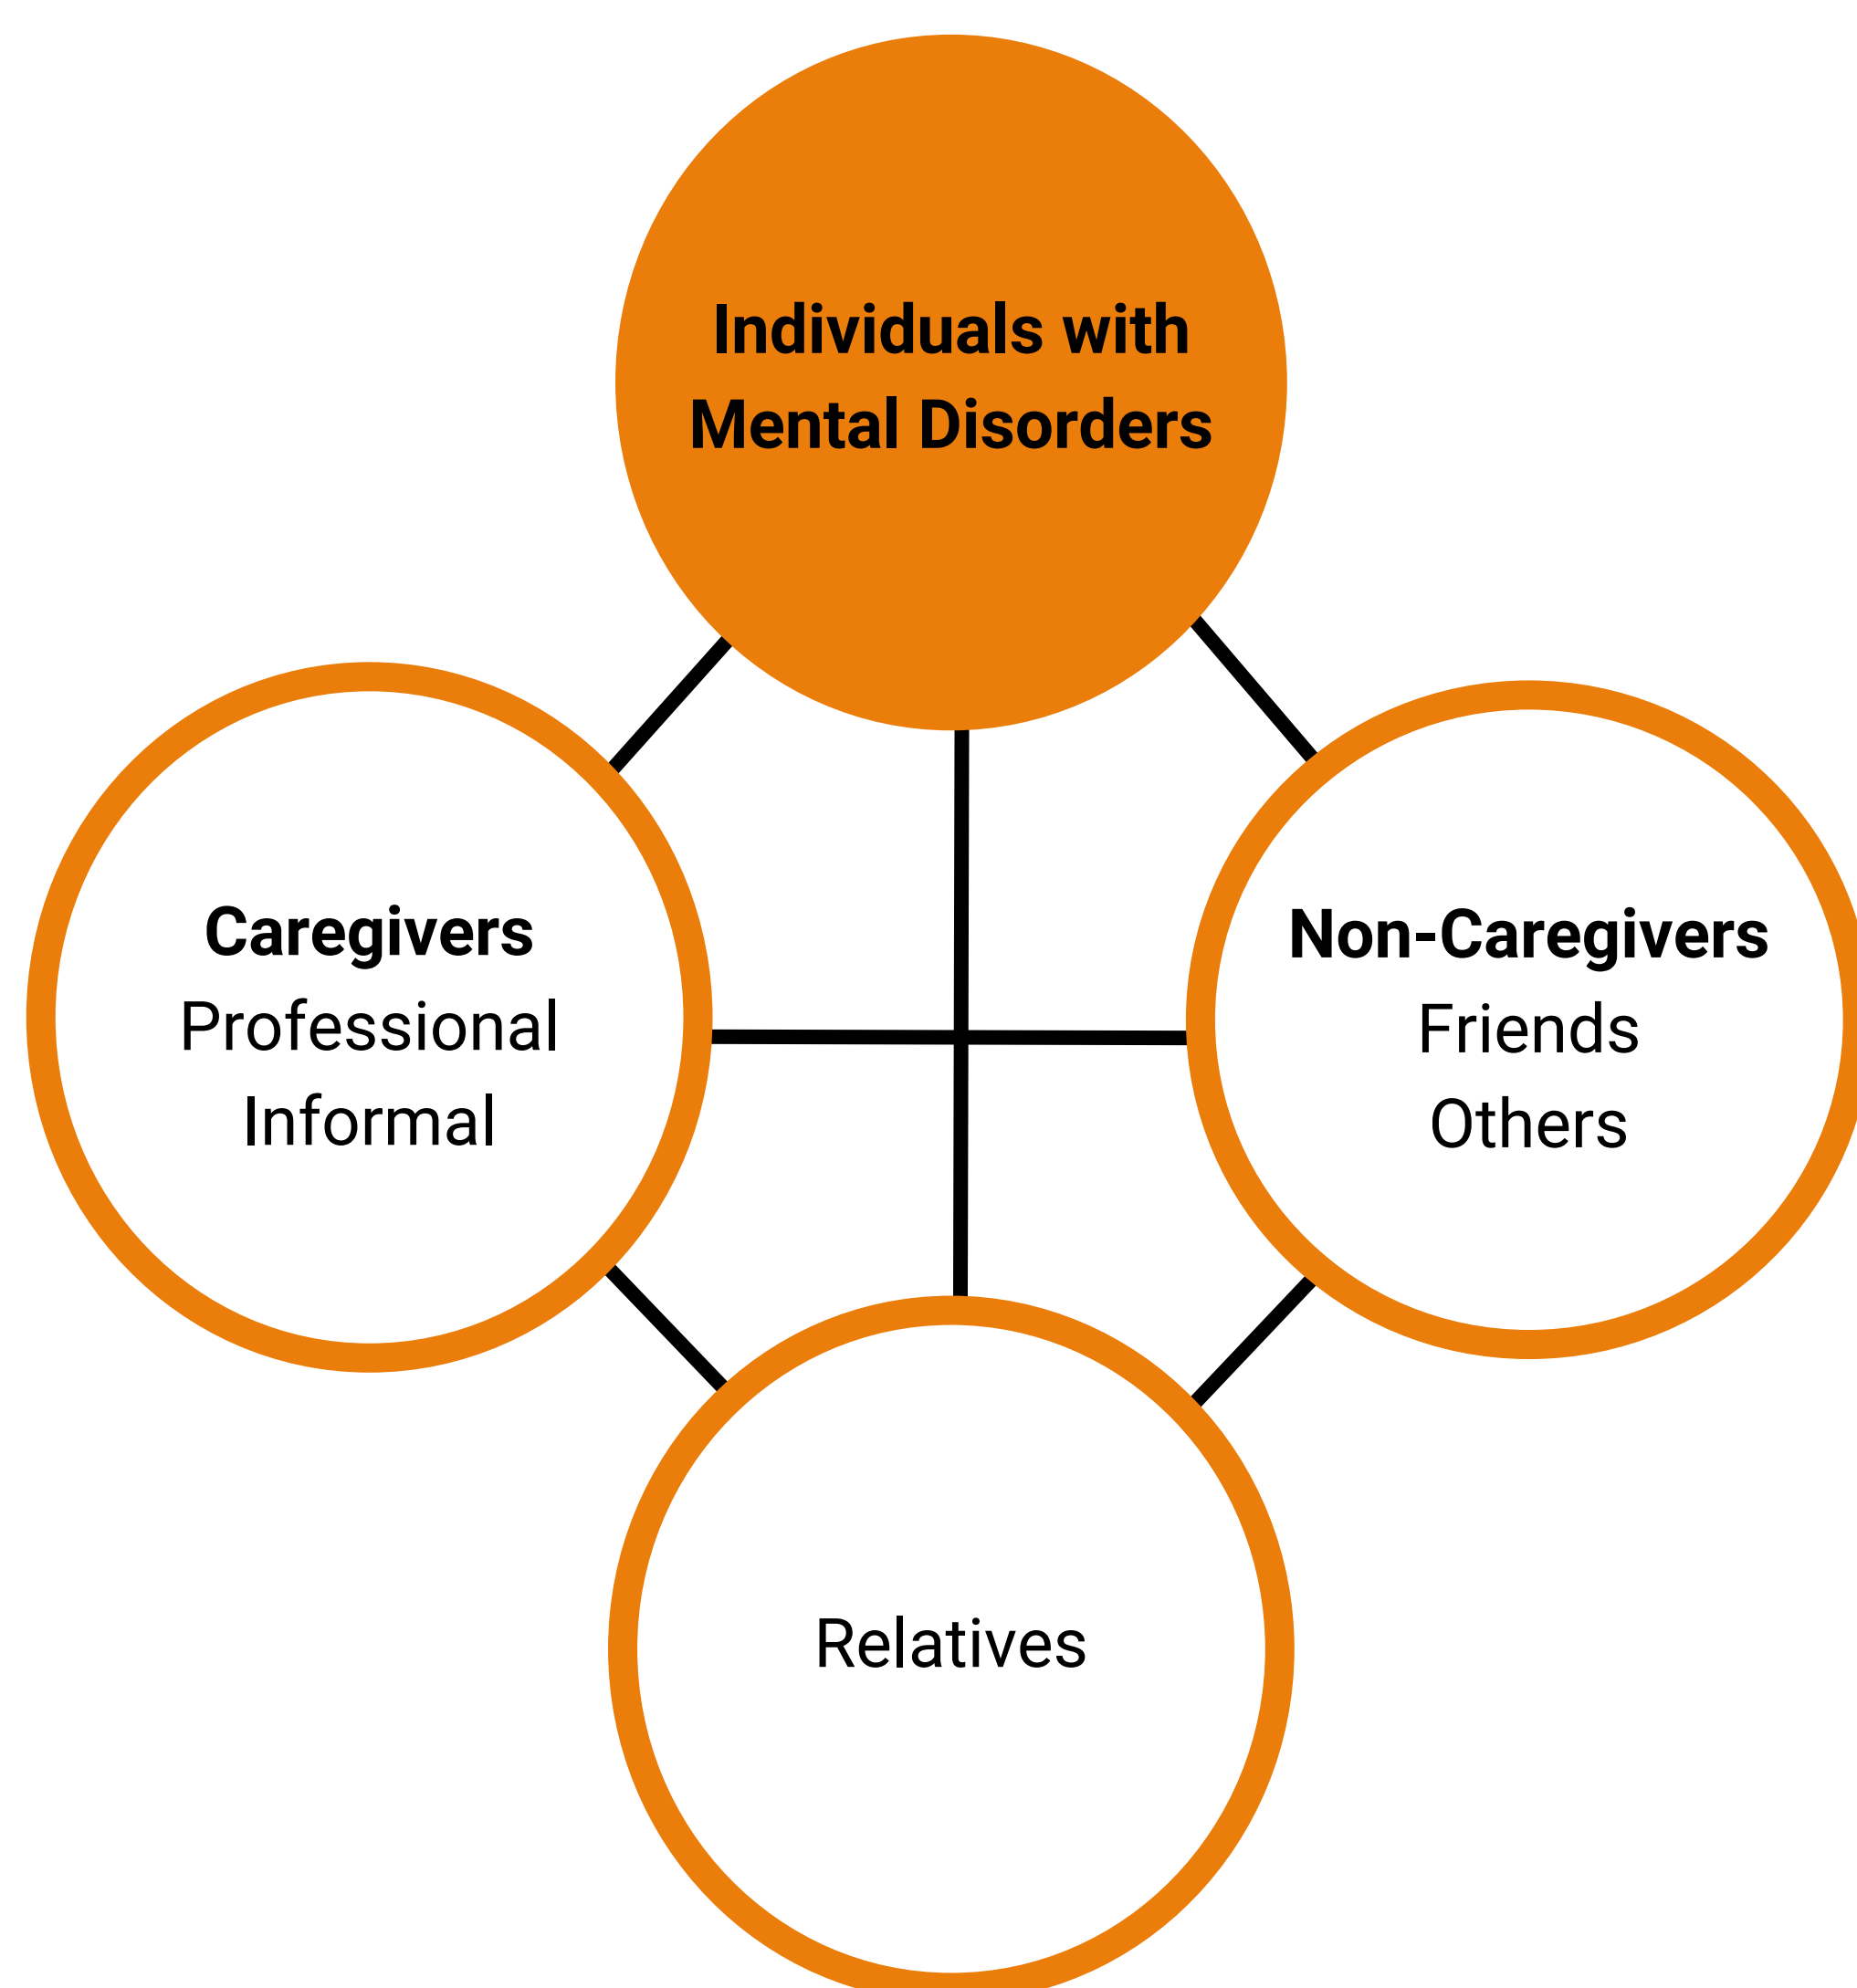 Individuals with
Mental Disorders
Caregivers
Professional
Informal
Non-Caregivers
Friends
Others
Relatives